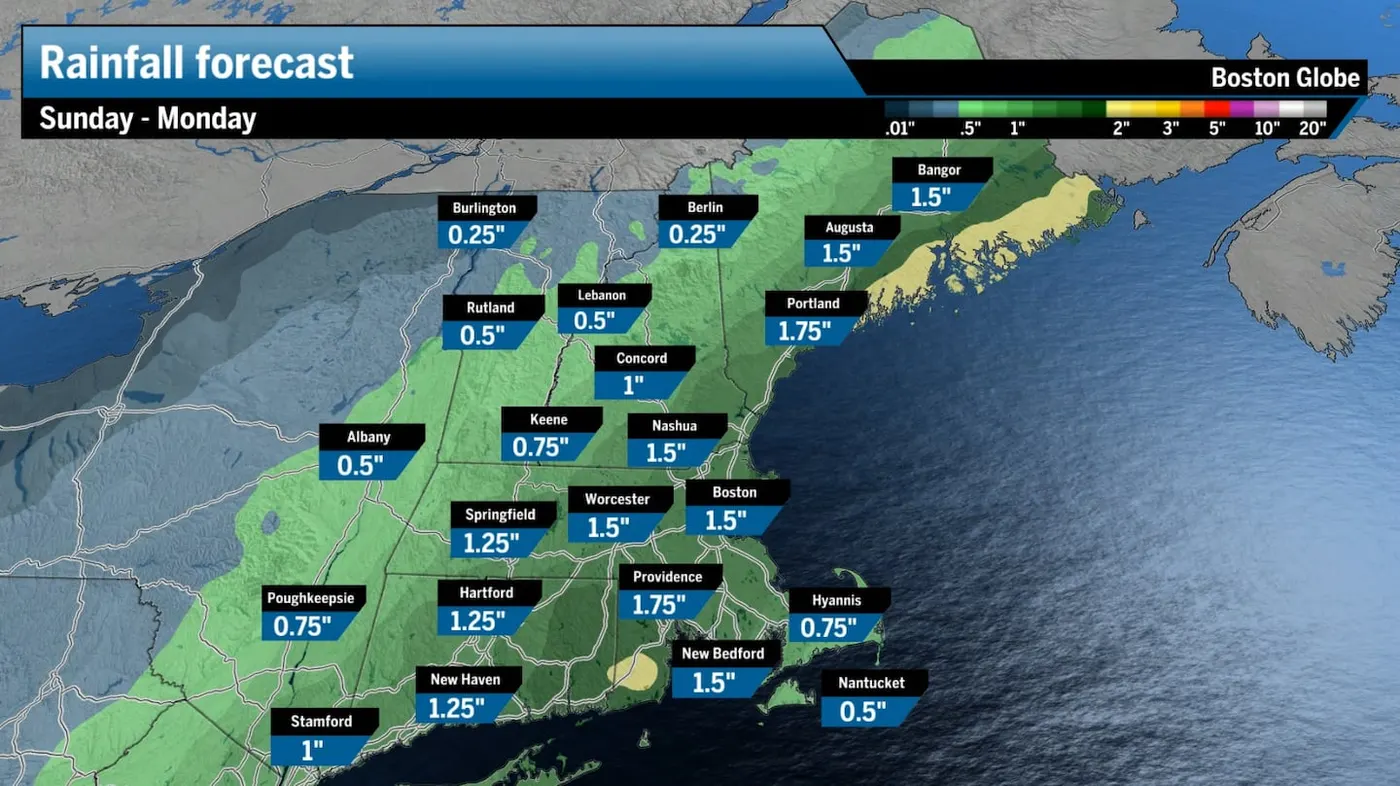 Rainfall forecast
Boston Globe
Sunday - Monday
.01" .5" 1" 2" 3" 5" 10" 20"
Bangor
1.5"
Burlington
0.25"
Berlin
0.25"
Augusta
1.5"
Rutland
0.5"
Lebanon
0.5"
Portland
1.75"
Concord
1"
Keene
0.75"
Nashua
1.5"
Albany
0.5"
Springfield
1.25"
Worcester
1.5"
Boston
1.5"
Poughkeepsie
0.75"
Hartford
1.25"
Providence
1.75"
Hyannis
0.75"
New Haven
1.25"
New Bedford
1.5"
Nantucket
0.5"
Stamford
1"